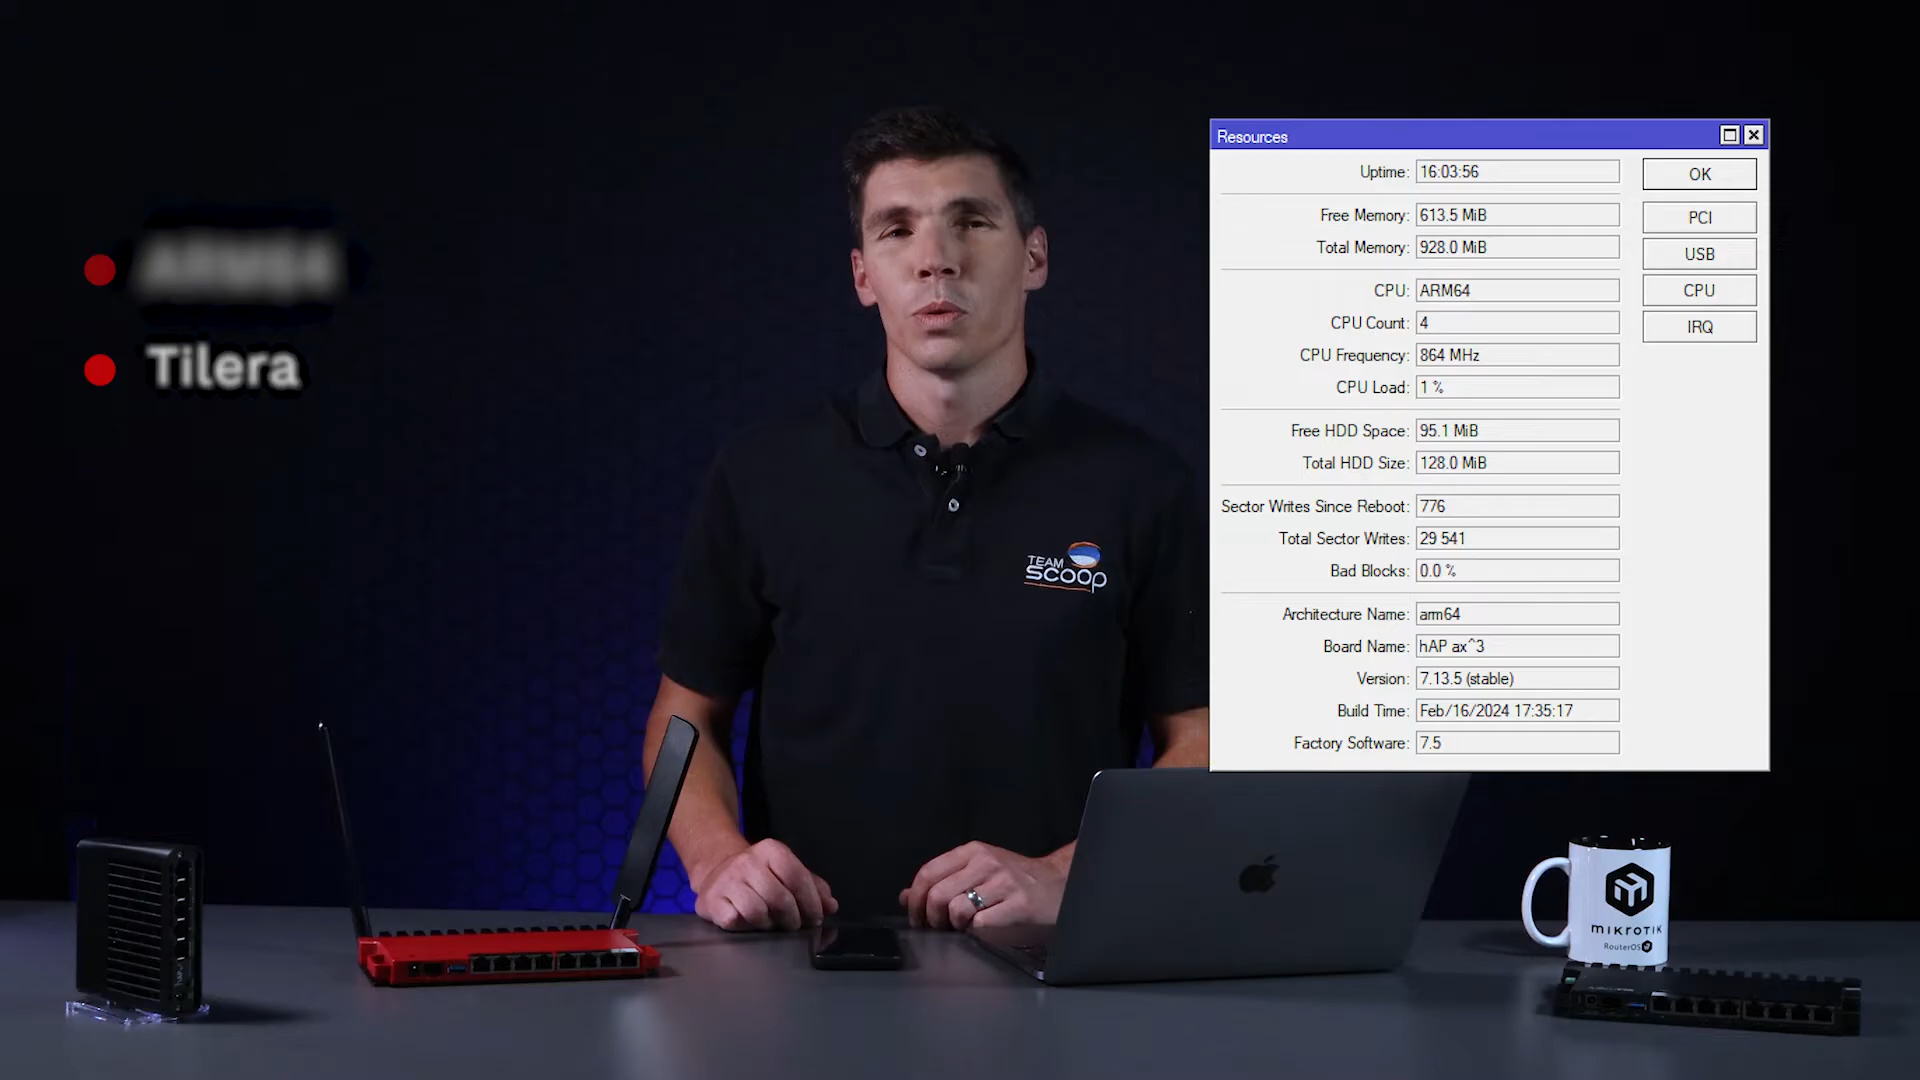 Tilera
Resources
Uptime: 16:03:56
OK
Free Memory: 613.5 MiB
PCI
Total Memory: 928.0 MiB
USB
CPU: ARM64
CPU
CPU Count: 4
IRQ
CPU Frequency: 864 MHz
CPU Load: 1 %
Free HDD Space: 95.1 MiB
Total HDD Size: 128.0 MiB
Sector Writes Since Reboot: 776
Total Sector Writes: 29 541
Bad Blocks: 0.0 %
Architecture Name: arm64
Board Name: hAP ax^3
Version: 7.13.5 (stable)
Build Time: Feb/16/2024 17:35:17
Factory Software: 7.5
TEAM
SCOOP
MIKROTIK
RouterOS